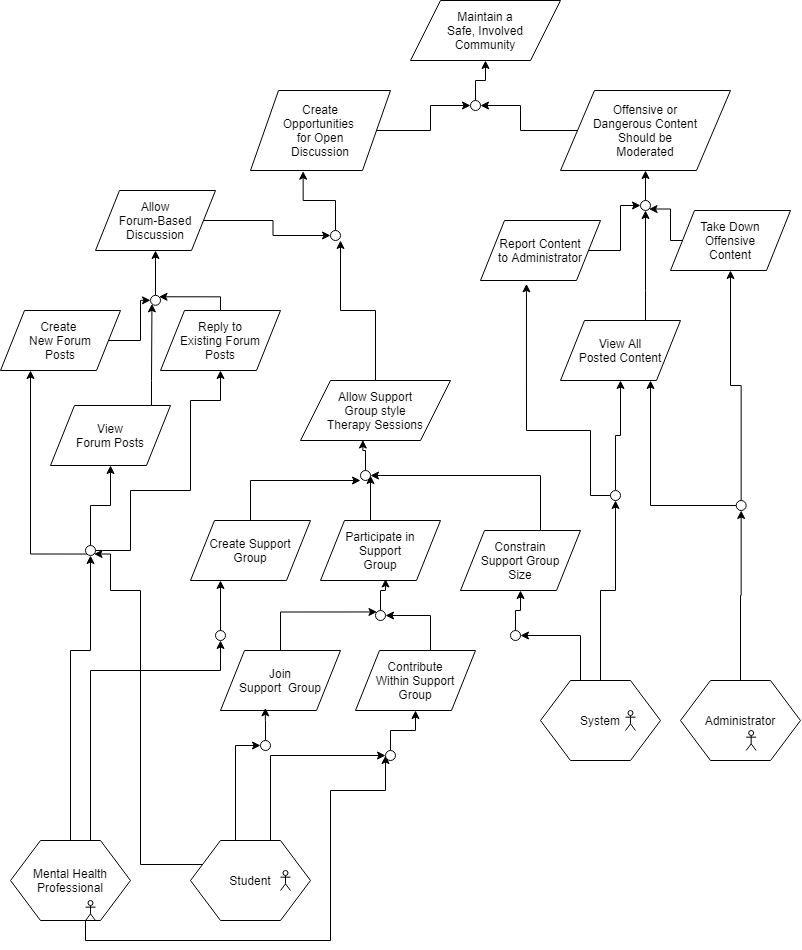 Maintain a
Safe, Involved
Community
Create
Opportunities
for Open
Discussion
Offensive or
Dangerous Content
Should be
Moderated
Allow
Forum-Based
Discussion
Report Content
to Administrator
Take Down
Offensive
Content
Create
New Forum
Posts
Reply to
Existing Forum
Posts
View All
Posted Content
View
Forum Posts
Allow Support
Group style
Therapy Sessions
Create Support
Group
Participate in
Support
Group
Constrain
Support Group
Size
Join
Support Group
Contribute
Within Support
Group
System
Administrator
Mental Health
Professional
Student